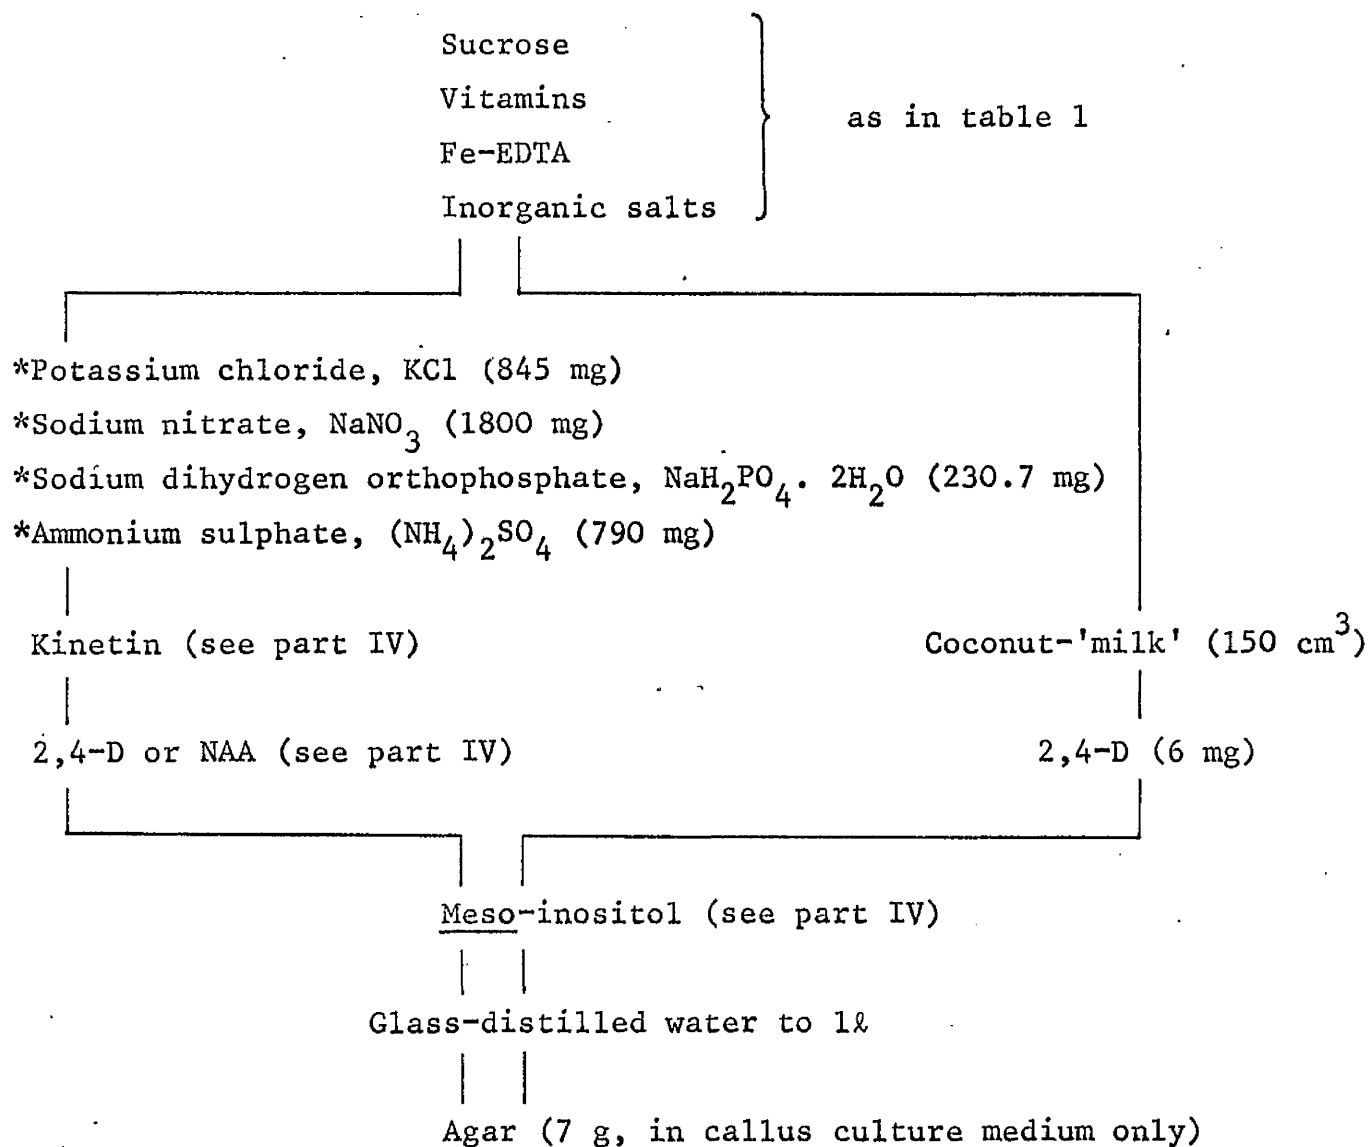 Sucrose
Vitamins
Fe-EDTA
Inorganic salts
as in table 1
*Potassium chloride, KCl (845 mg)
*Sodium nitrate, NaNO3 (1800 mg)
*Sodium dihydrogen orthophosphate, NaH2PO4. 2H2O (230.7 mg)
*Ammonium sulphate, (NH4)2SO4 (790 mg)
Kinetin (see part IV)
2,4-D or NAA (see part IV)
Coconut-'milk' (150 cm3)
2,4-D (6 mg)
Meso-inositol (see part IV)
Glass-distilled water to 1ℓ
Agar (7 g, in callus culture medium only)